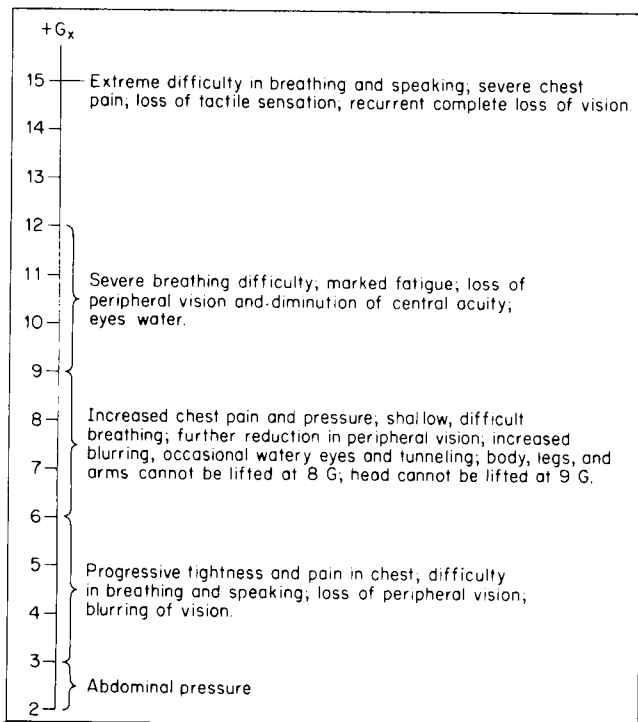 +Gx
15 Extreme difficulty in breathing and speaking; severe chest
pain; loss of tactile sensation; recurrent complete loss of vision.
14
13
12
11 Severe breathing difficulty; marked fatigue; loss of
peripheral vision and diminution of central acuity;
10 eyes water.
9
8 Increased chest pain and pressure; shallow, difficult
breathing; further reduction in peripheral vision; increased
7 blurring, occasional watery eyes and tunneling; body, legs, and
arms cannot be lifted at 8 G; head cannot be lifted at 9 G.
6
5 Progressive tightness and pain in chest; difficulty
in breathing and speaking; loss of peripheral vision;
4 blurring of vision.
3
Abdominal pressure
2